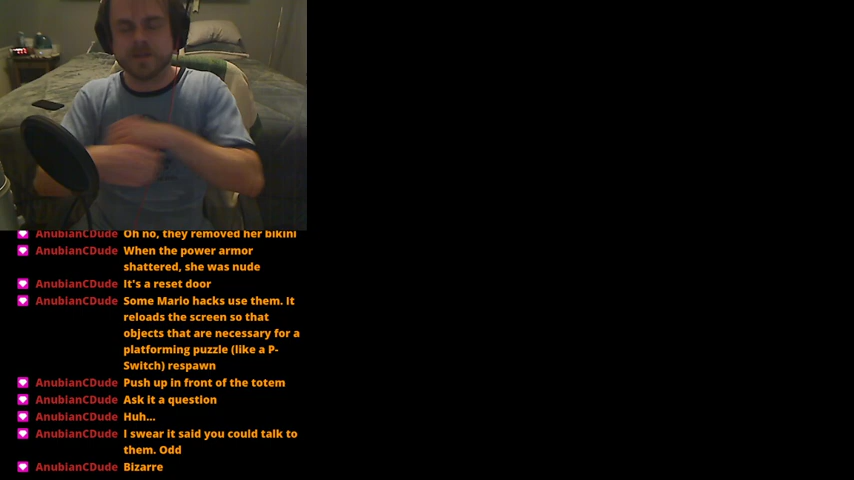 AnubianCDude Oh no, they removed her bikini
AnubianCDude When the power armor
shattered, she was nude
AnubianCDude It's a reset door
AnubianCDude Some Mario hacks use them. It
reloads the screen so that
objects that are necessary for a
platforming puzzle (like a P-
Switch) respawn
AnubianCDude Push up in front of the totem
AnubianCDude Ask it a question
AnubianCDude Huh...
AnubianCDude I swear it said you could talk to
them. Odd
AnubianCDude Bizarre